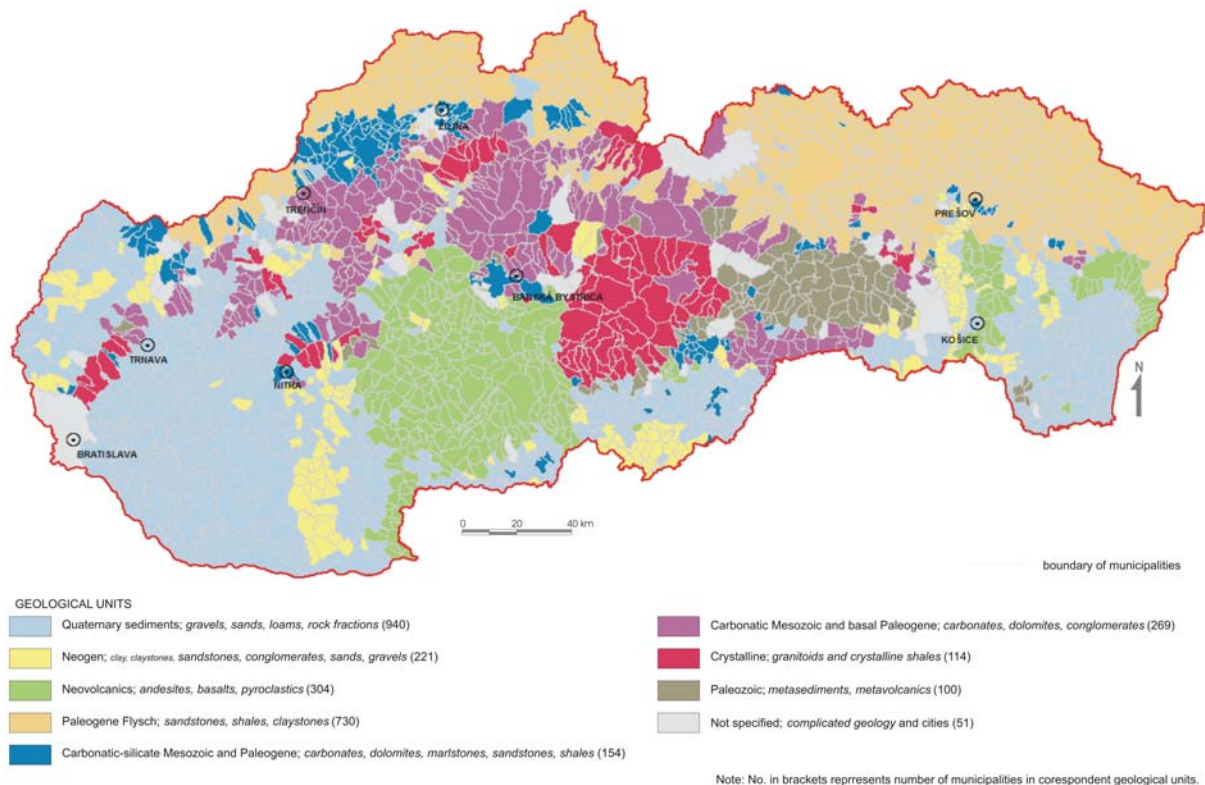 ŽILINA
TRENČÍN
PREŠOV
BANSKÁ BYSTRICA
KOŠICE
TRNAVA
NITRA
N
BRATISLAVA
0 20 40 km
boundary of municipalities
GEOLOGICAL UNITS
Quaternary sediments; gravels, sands, loams, rock fractions (940)
Neogen; clay, claystones, sandstones, conglomerates, sands, gravels (221)
Neovolcanics; andesites, basalts, pyroclastics (304)
Paleogene Flysch; sandstones, shales, claystones (730)
Carbonatic-silicate Mesozoic and Paleogene; carbonates, dolomites, marlstones, sandstones, shales (154)
Carbonatic Mesozoic and basal Paleogene; carbonates, dolomites, conglomerates (269)
Crystalline; granitoids and crystalline shales (114)
Paleozoic; metasediments, metavolcanics (100)
Not specified; complicated geology and cities (51)
Note: No. in brackets reprresents number of municipalities in corespondent geological units.